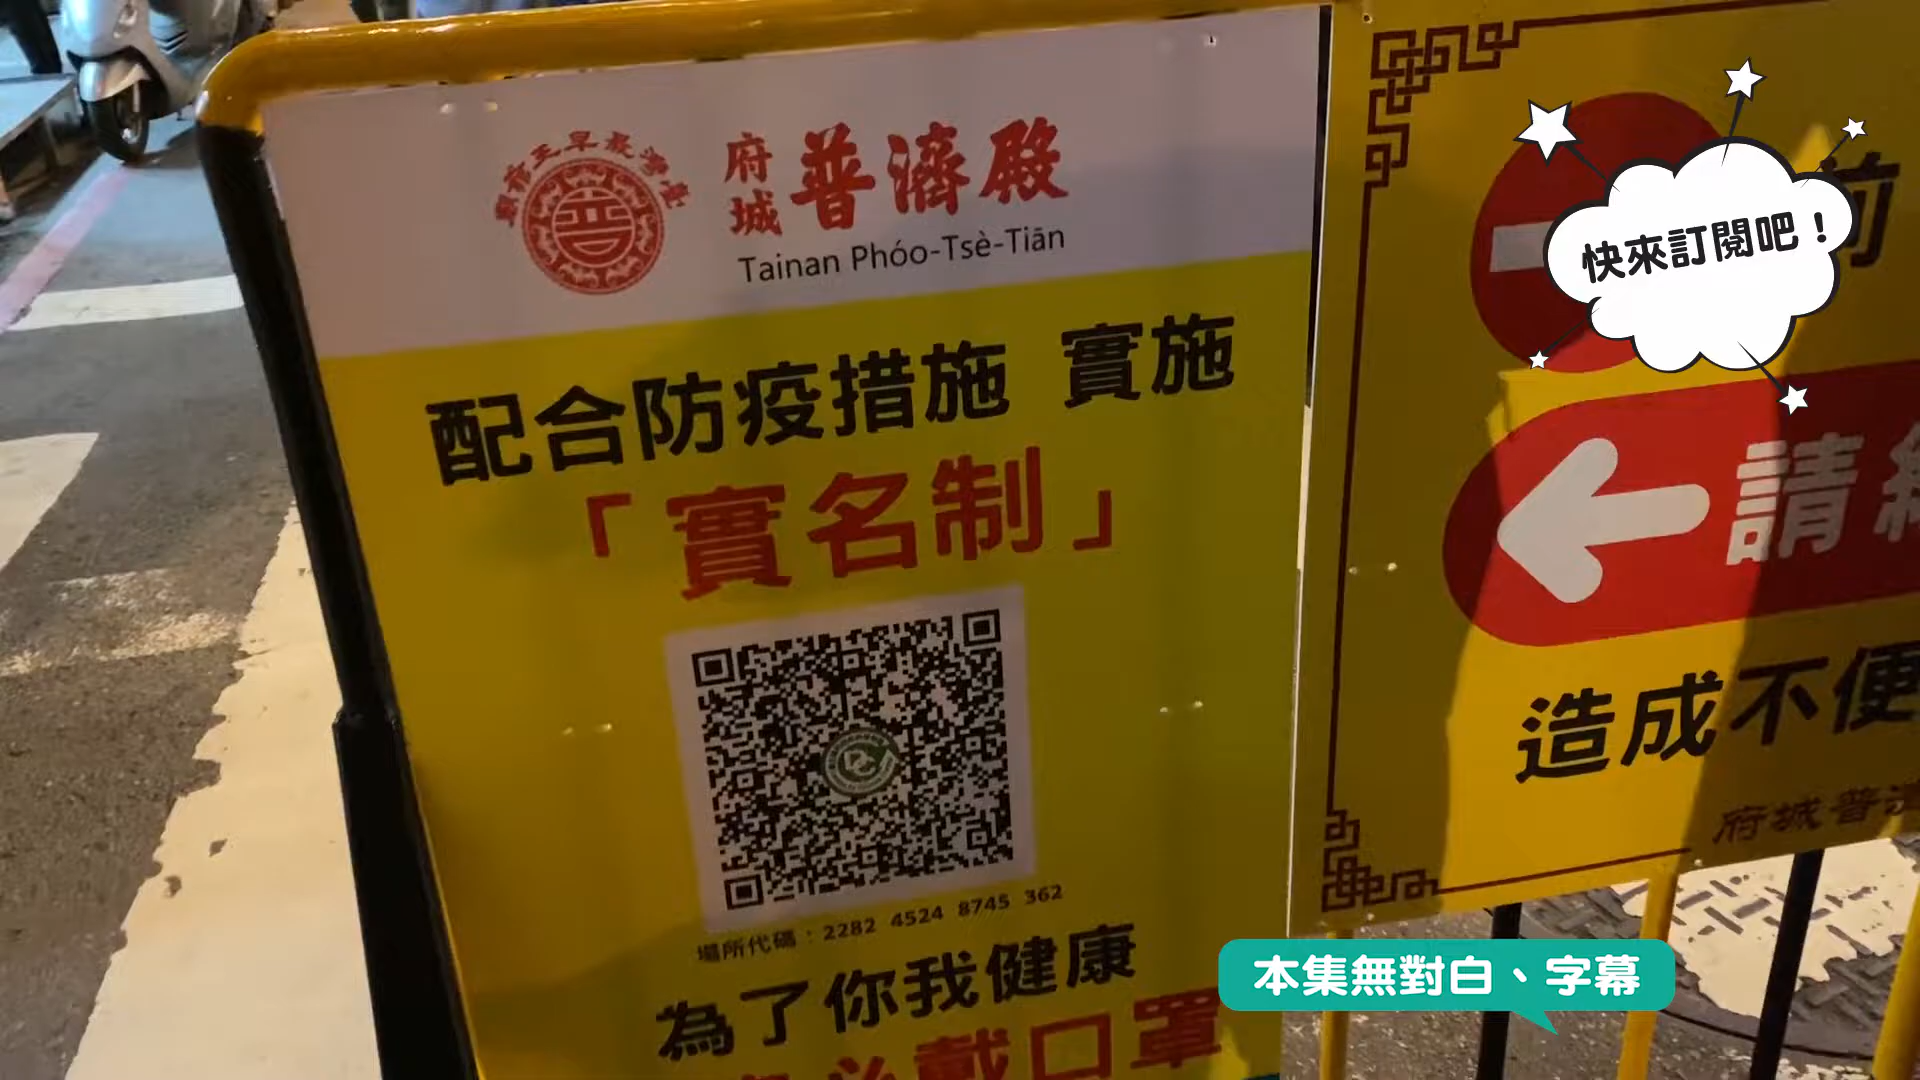 府城普濟殿
Tainan Phóo-Tsè-Tiān
配合防疫措施 實施
「實名制」
場所代碼：2282 4524 8745 362
為了你我健康
必戴口罩
前
請
造成不便
府城普濟
快來訂閱吧！
本集無對白、字幕